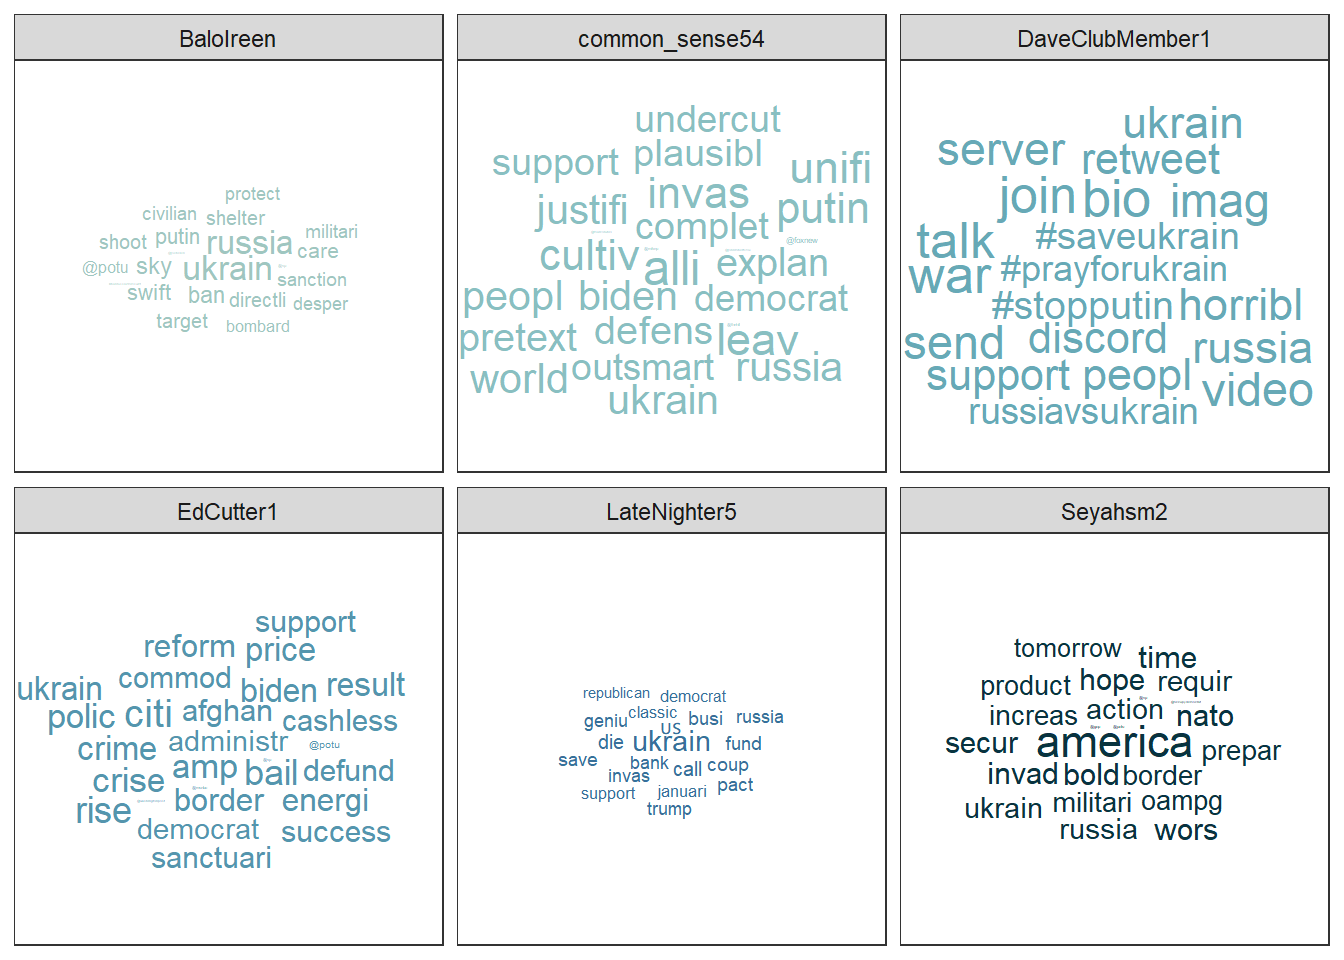 BaloIreen
protect
civilian shelter
shoot putin russia militari
care
@potu sky ukrain sanction
swift ban directli desper
target bombard
common_sense54
undercut
support plausibl unifi
invas
justifi complet putin
@foxnew
cultiv alli explan
peopl biden democrat
pretext defens leav
world outsmart russia
ukrain
DaveClubMember1
ukrain
server retweet
join bio imag
talk #saveukrain
war #prayforukrain
#stopputin horribl
send discord russia
support peopl video
russiavsukrain
EdCutter1
support
reform price
ukrain commod biden result
polic citi afghan cashless
crime administr @potu
crise amp bail defund
rise border energi
democrat success
sanctuari
LateNighter5
republican democrat
geniu classic busi russia
us
die ukrain fund
save bank call coup
invas
support januari pact
trump
Seyahsm2
tomorrow time
product hope requir
increas action nato
secur america prepar
invad bold border
ukrain militari oampg
russia wors